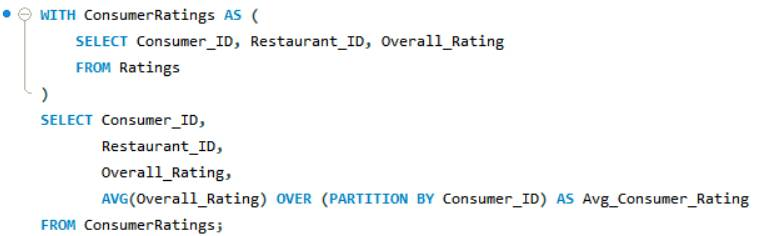 WITH ConsumerRatings AS (
SELECT Consumer_ID, Restaurant_ID, Overall_Rating
FROM Ratings
)
SELECT Consumer_ID,
Restaurant_ID,
Overall_Rating,
AVG(Overall_Rating) OVER (PARTITION BY Consumer_ID) AS Avg_Consumer_Rating
FROM ConsumerRatings;